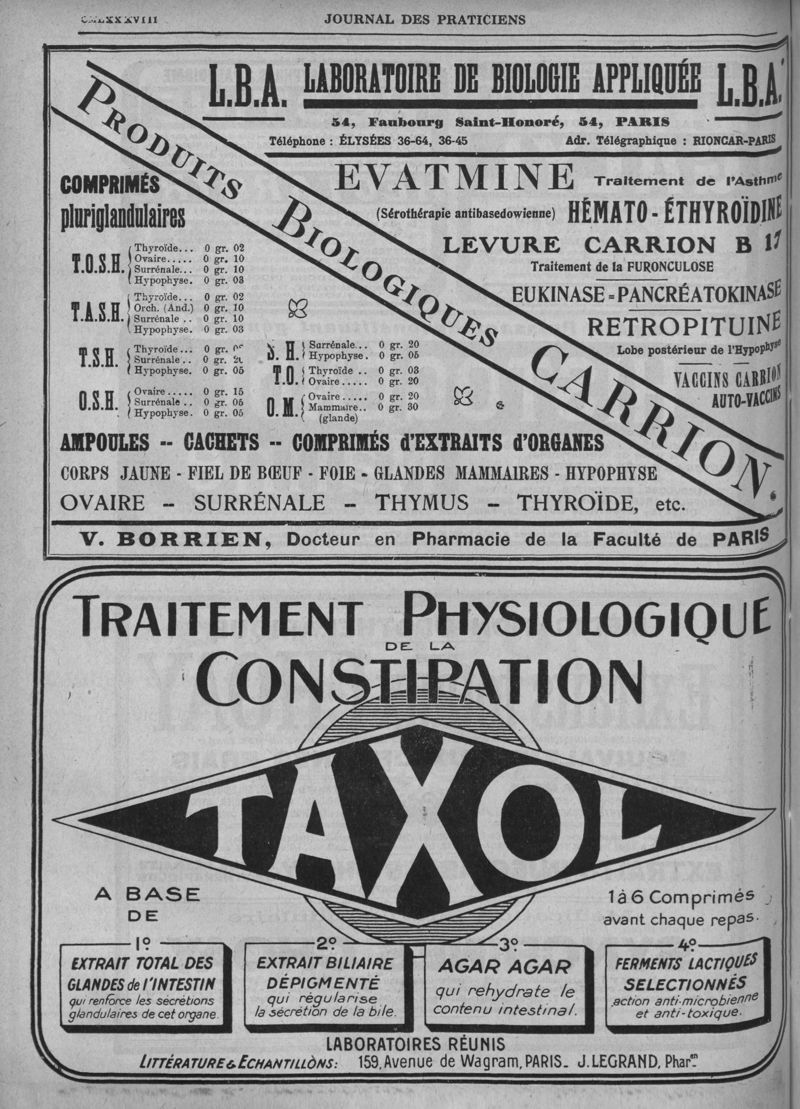 JOURNAL DES PRATICIENS
L.B.A. LABORATOIRE DE BIOLOGIE APPLIQUÉE L.B.A.
54, Faubourg Saint-Honoré, 54, PARIS
Téléphone : ÉLYSÉES 36-64, 36-45 Adr. Télégraphique : RIONCAR-PARIS
PRODUITS BIOLOGIQUES CARRION.
EVATMINE Traitement de l'Asthme
(Sérothérapie antibasedowienne) HÉMATO-ÉTHYROÏDINE
LEVURE CARRION B 17
Traitement de la FURONCULOSE
EUKINASE-PANCRÉATOKINASE
RETROPITUINE
Lobe postérieur de l'Hypophyse
VACCINS CARRION
AUTO-VACCINS
COMPRIMÉS
pluriglandulaires
T.O.S.H. Thyroïde... 0 gr. 02
Ovaire..... 0 gr. 10
Surrénale... 0 gr. 10
Hypophyse. 0 gr. 03
T.A.S.H. Thyroïde... 0 gr. 02
Orch. (And.) 0 gr. 10
Surrénale .. 0 gr. 10
Hypophyse. 0 gr. 03
T.S.H. Thyroïde... 0 gr.
Surrénale.. 0 gr.
Hypophyse. 0 gr. 05
O.S.H. Ovaire..... 0 gr. 15
Surrénale .. 0 gr. 05
Hypophyse. 0 gr. 05
S. H. Surrénale... 0 gr. 20
Hypophyse. 0 gr. 05
T.O. Thyroïde .. 0 gr. 03
Ovaire..... 0 gr. 20
O.M. Ovaire..... 0 gr. 20
Mammaire.. 0 gr. 30
(glande)
AMPOULES -- CACHETS -- COMPRIMÉS d'EXTRAITS d'ORGANES
CORPS JAUNE - FIEL DE BŒUF - FOIE - GLANDES MAMMAIRES - HYPOPHYSE
OVAIRE – SURRÉNALE – THYMUS – THYROÏDE, etc.
V. BORRIEN, Docteur en Pharmacie de la Faculté de PARIS
TRAITEMENT PHYSIOLOGIQUE
DE LA
CONSTIPATION
TAXOL
A BASE
DE
1 à 6 Comprimés
avant chaque repas.
1º
EXTRAIT TOTAL DES
GLANDES de l'INTESTIN
qui renforce les sécrétions
glandulaires de cet organe.
2º
EXTRAIT BILIAIRE
DÉPIGMENTÉ
qui régularise
la sécrétion de la bile.
3º
AGAR AGAR
qui rehydrate le
contenu intestinal.
4º
FERMENTS LACTIQUES
SELECTIONNÉS
action anti-microbienne
et anti-toxique.
LABORATOIRES RÉUNIS
LITTÉRATURE & ECHANTILLÒNS: 159, Avenue de Wagram, PARIS_ J. LEGRAND, Pharen